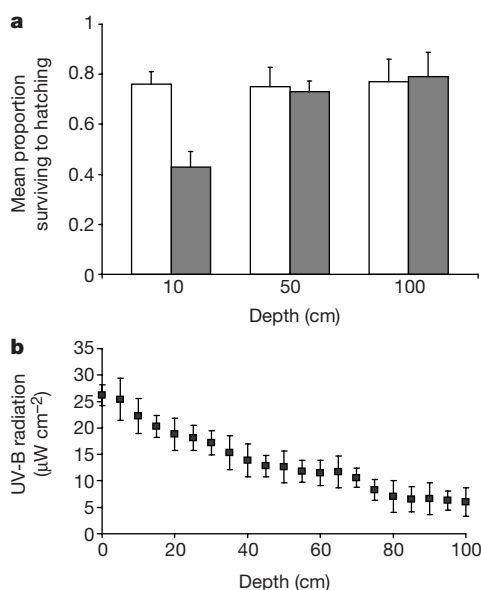 a
Mean proportion
surviving to hatching
1
0.8
0.6
0.4
0.2
0
10 50 100
Depth (cm)
b
UV-B radiation
(μW cm⁻²)
35
30
25
20
15
10
5
0
0 20 40 60 80 100
Depth (cm)